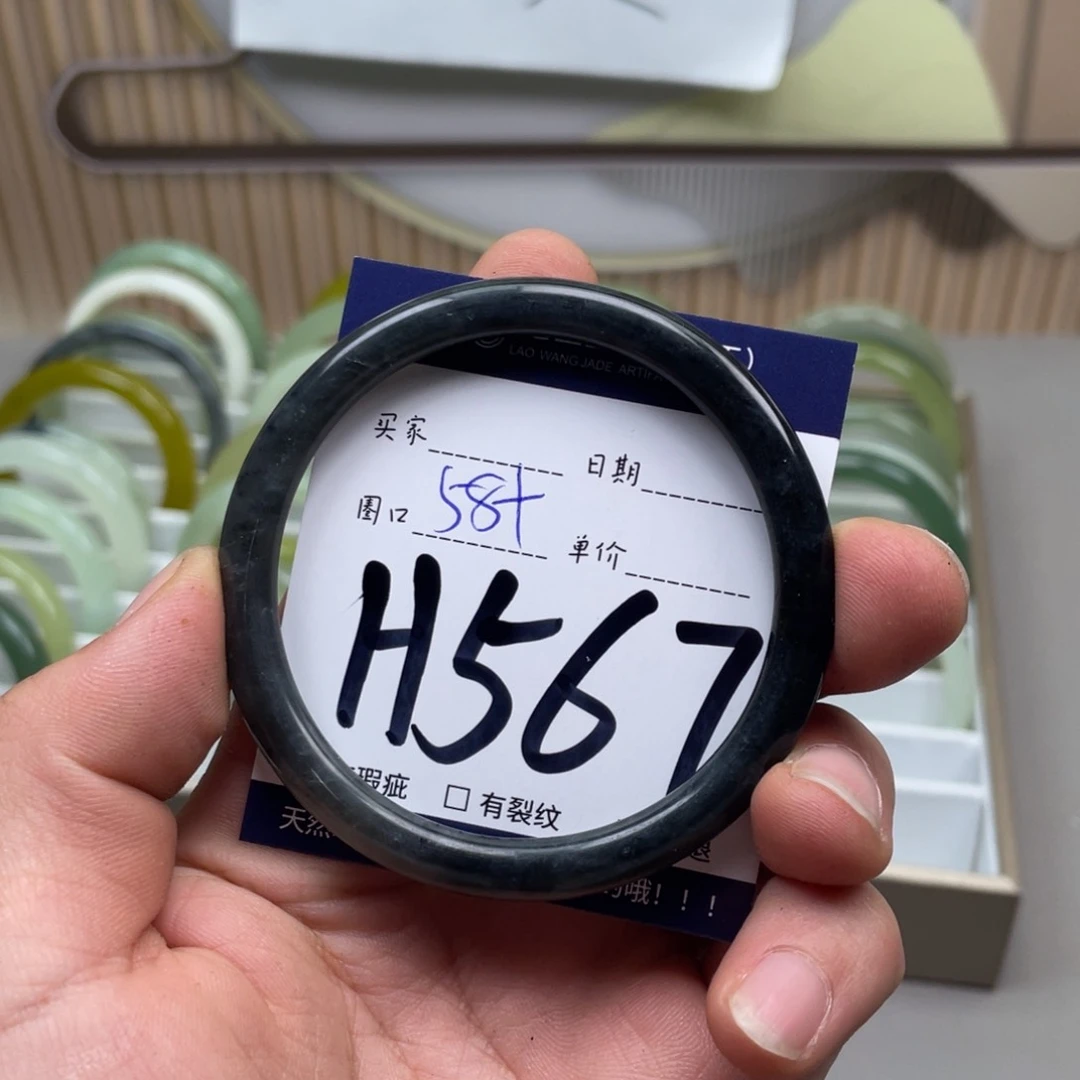 LAO WANG JADE
买家 日期
圈口 58+ 单价
H567
瑕疵 □ 有裂纹
天然
哦！！！